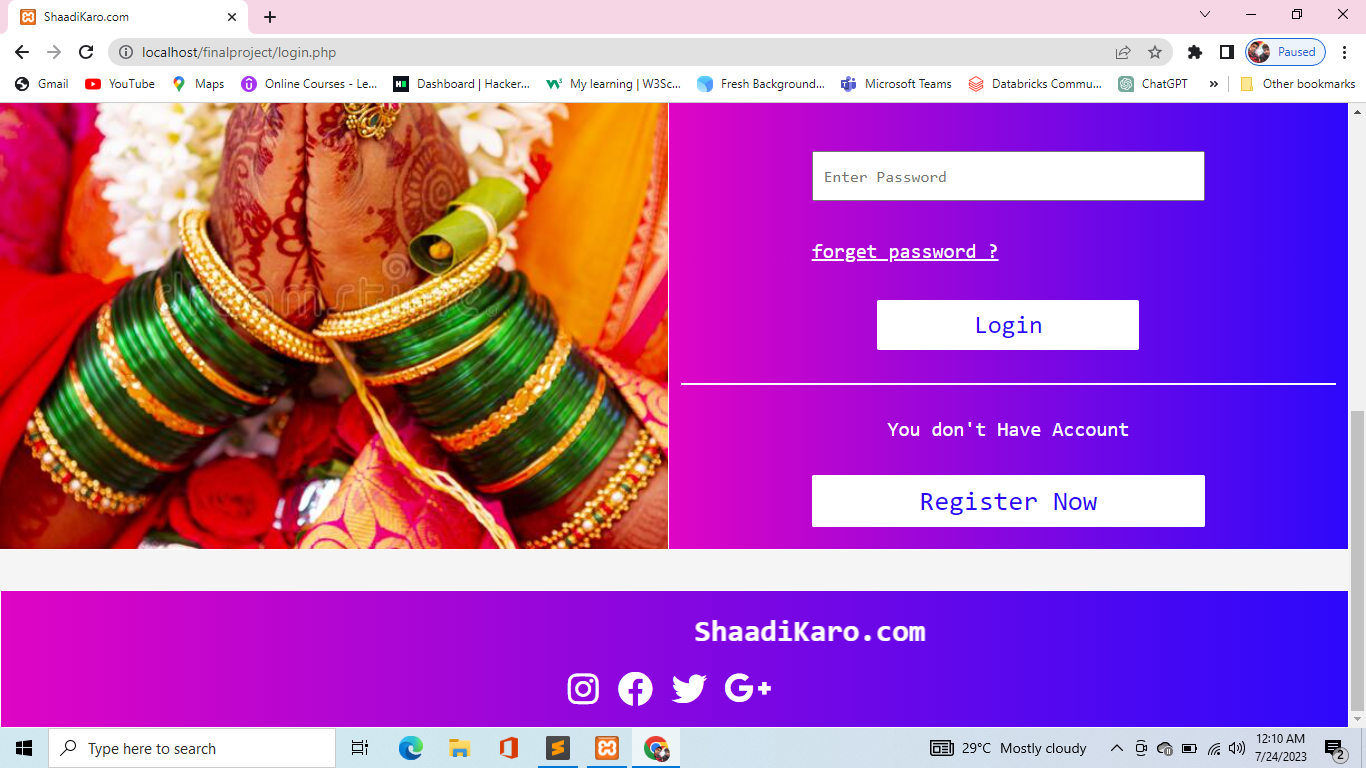 ShaadiKaro.com
localhost/finalproject/login.php
Paused
Gmail
YouTube
Maps
Online Courses - Le...
Dashboard | Hacker...
My learning | W3Sc...
Fresh Background...
Microsoft Teams
Databricks Commu...
ChatGPT
»
Other bookmarks
dreamstime.
Enter Password
forget password ?
Login
You don't Have Account
Register Now
ShaadiKaro.com
Type here to search
29°C Mostly cloudy
12:10 AM
7/24/2023
2